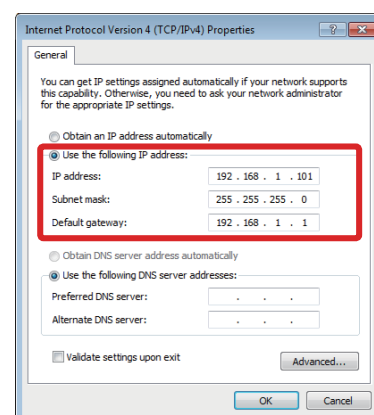 Internet Protocol Version 4 (TCP/IPv4) Properties
General
You can get IP settings assigned automatically if your network supports
this capability. Otherwise, you need to ask your network administrator
for the appropriate IP settings.
Obtain an IP address automatically
Use the following IP address:
IP address: 192 . 168 . 1 . 101
Subnet mask: 255 . 255 . 255 . 0
Default gateway: 192 . 168 . 1 . 1
Obtain DNS server address automatically
Use the following DNS server addresses:
Preferred DNS server: . . .
Alternate DNS server: . . .
Validate settings upon exit
Advanced...
OK Cancel